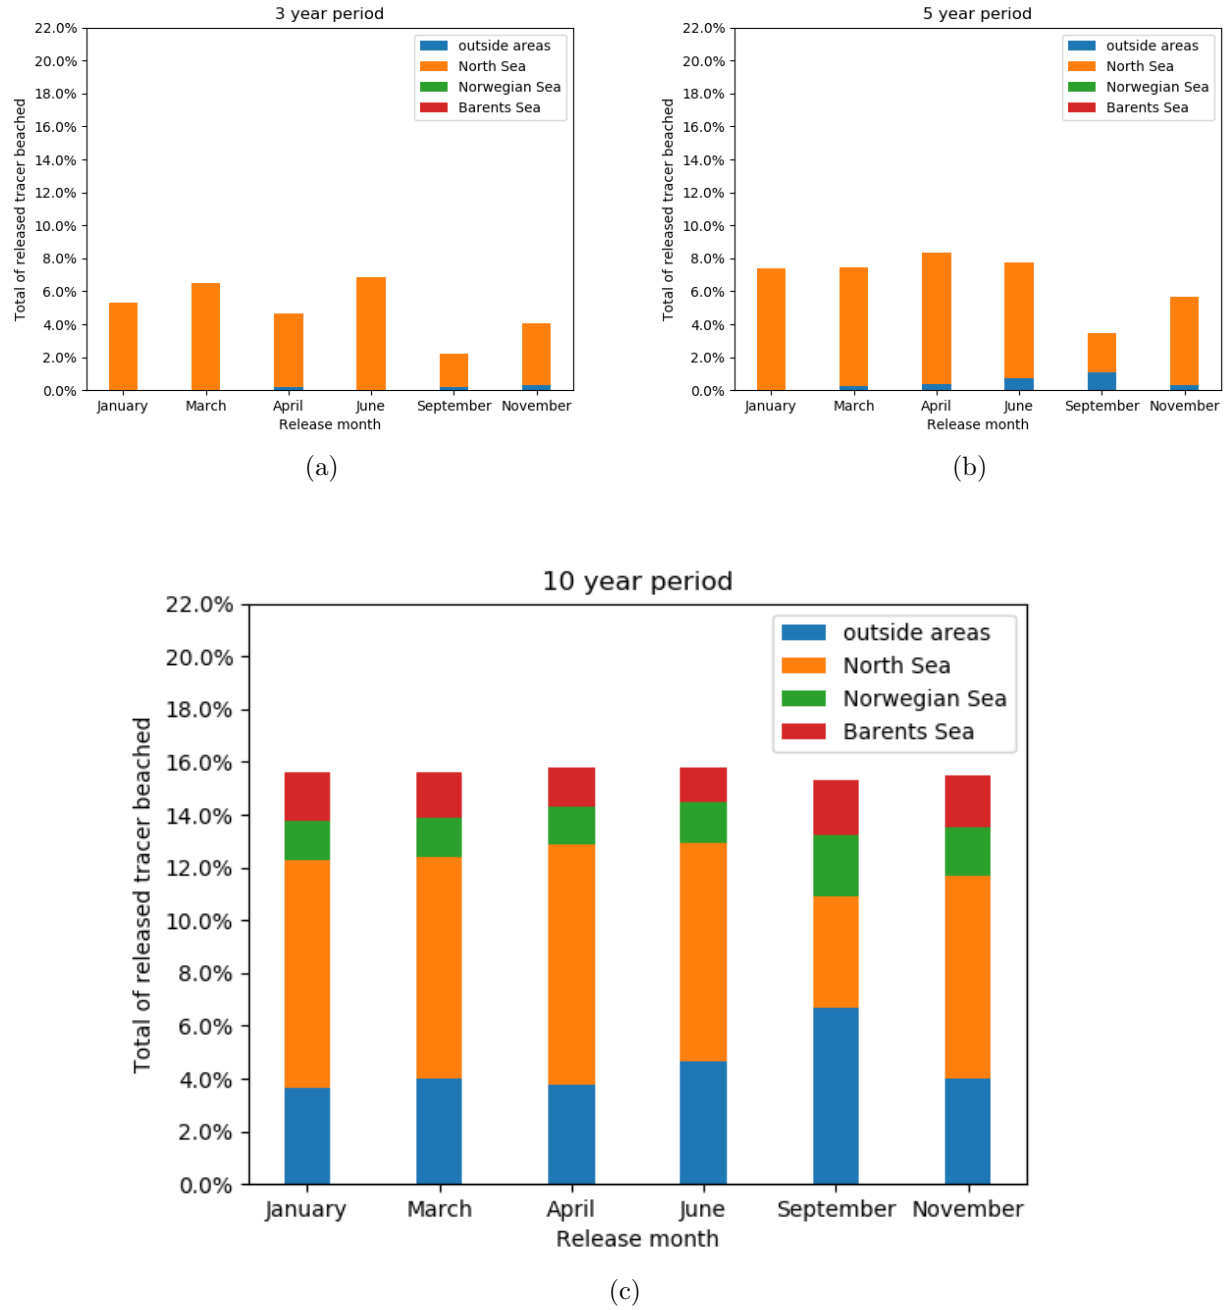 3 year period
22.0%
20.0%
18.0%
16.0%
14.0%
12.0%
10.0%
8.0%
6.0%
4.0%
2.0%
0.0%
Total of released tracer beached
outside areas
North Sea
Norwegian Sea
Barents Sea
January March April June September November
Release month
(a)
5 year period
22.0%
20.0%
18.0%
16.0%
14.0%
12.0%
10.0%
8.0%
6.0%
4.0%
2.0%
0.0%
Total of released tracer beached
outside areas
North Sea
Norwegian Sea
Barents Sea
January March April June September November
Release month
(b)
10 year period
22.0%
20.0%
18.0%
16.0%
14.0%
12.0%
10.0%
8.0%
6.0%
4.0%
2.0%
0.0%
Total of released tracer beached
outside areas
North Sea
Norwegian Sea
Barents Sea
January March April June September November
Release month
(c)